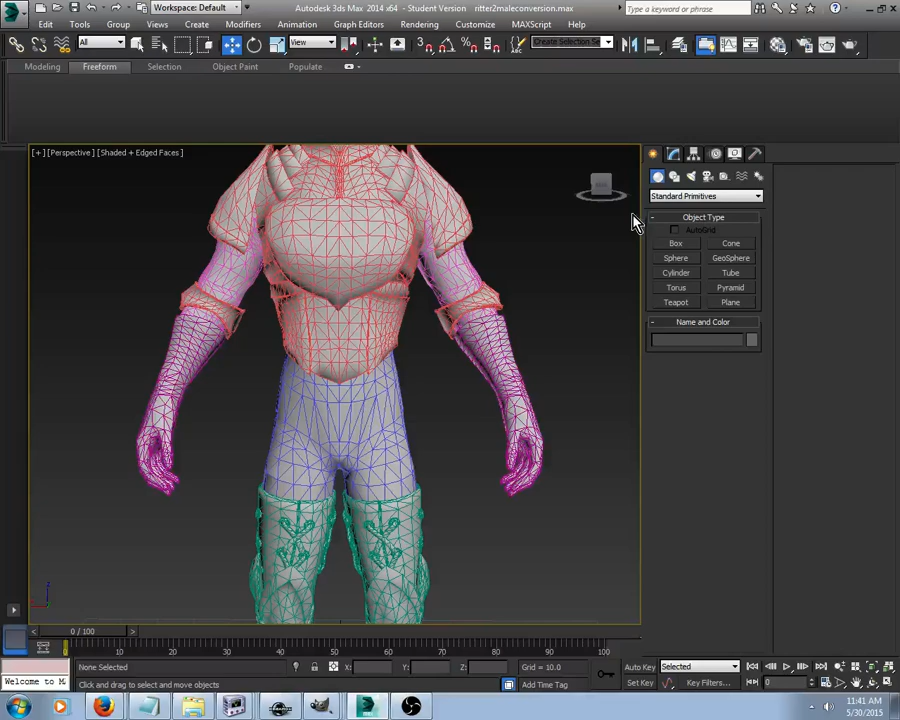 Workspace: Default
Autodesk 3ds Max 2014 x64 - Student Version ritter2maleconversion.max
Type a keyword or phrase
Edit Tools Group Views Create Modifiers Animation Graph Editors Rendering Customize MAXScript Help
All View Create Selection Se
Modeling Freeform Selection Object Paint Populate
[+] [Perspective] [Shaded + Edged Faces]
Standard Primitives
- Object Type
AutoGrid
Box Cone
Sphere GeoSphere
Cylinder Tube
Torus Pyramid
Teapot Plane
- Name and Color
< 0 / 100 >
0 10 20 30 40 50 60 70 80 90 100
None Selected X: Y: Z: Grid = 10.0 Auto Key Selected
Welcome to M Click and drag to select and move objects Add Time Tag Set Key Key Filters... 0
11:41 AM
5/30/2015